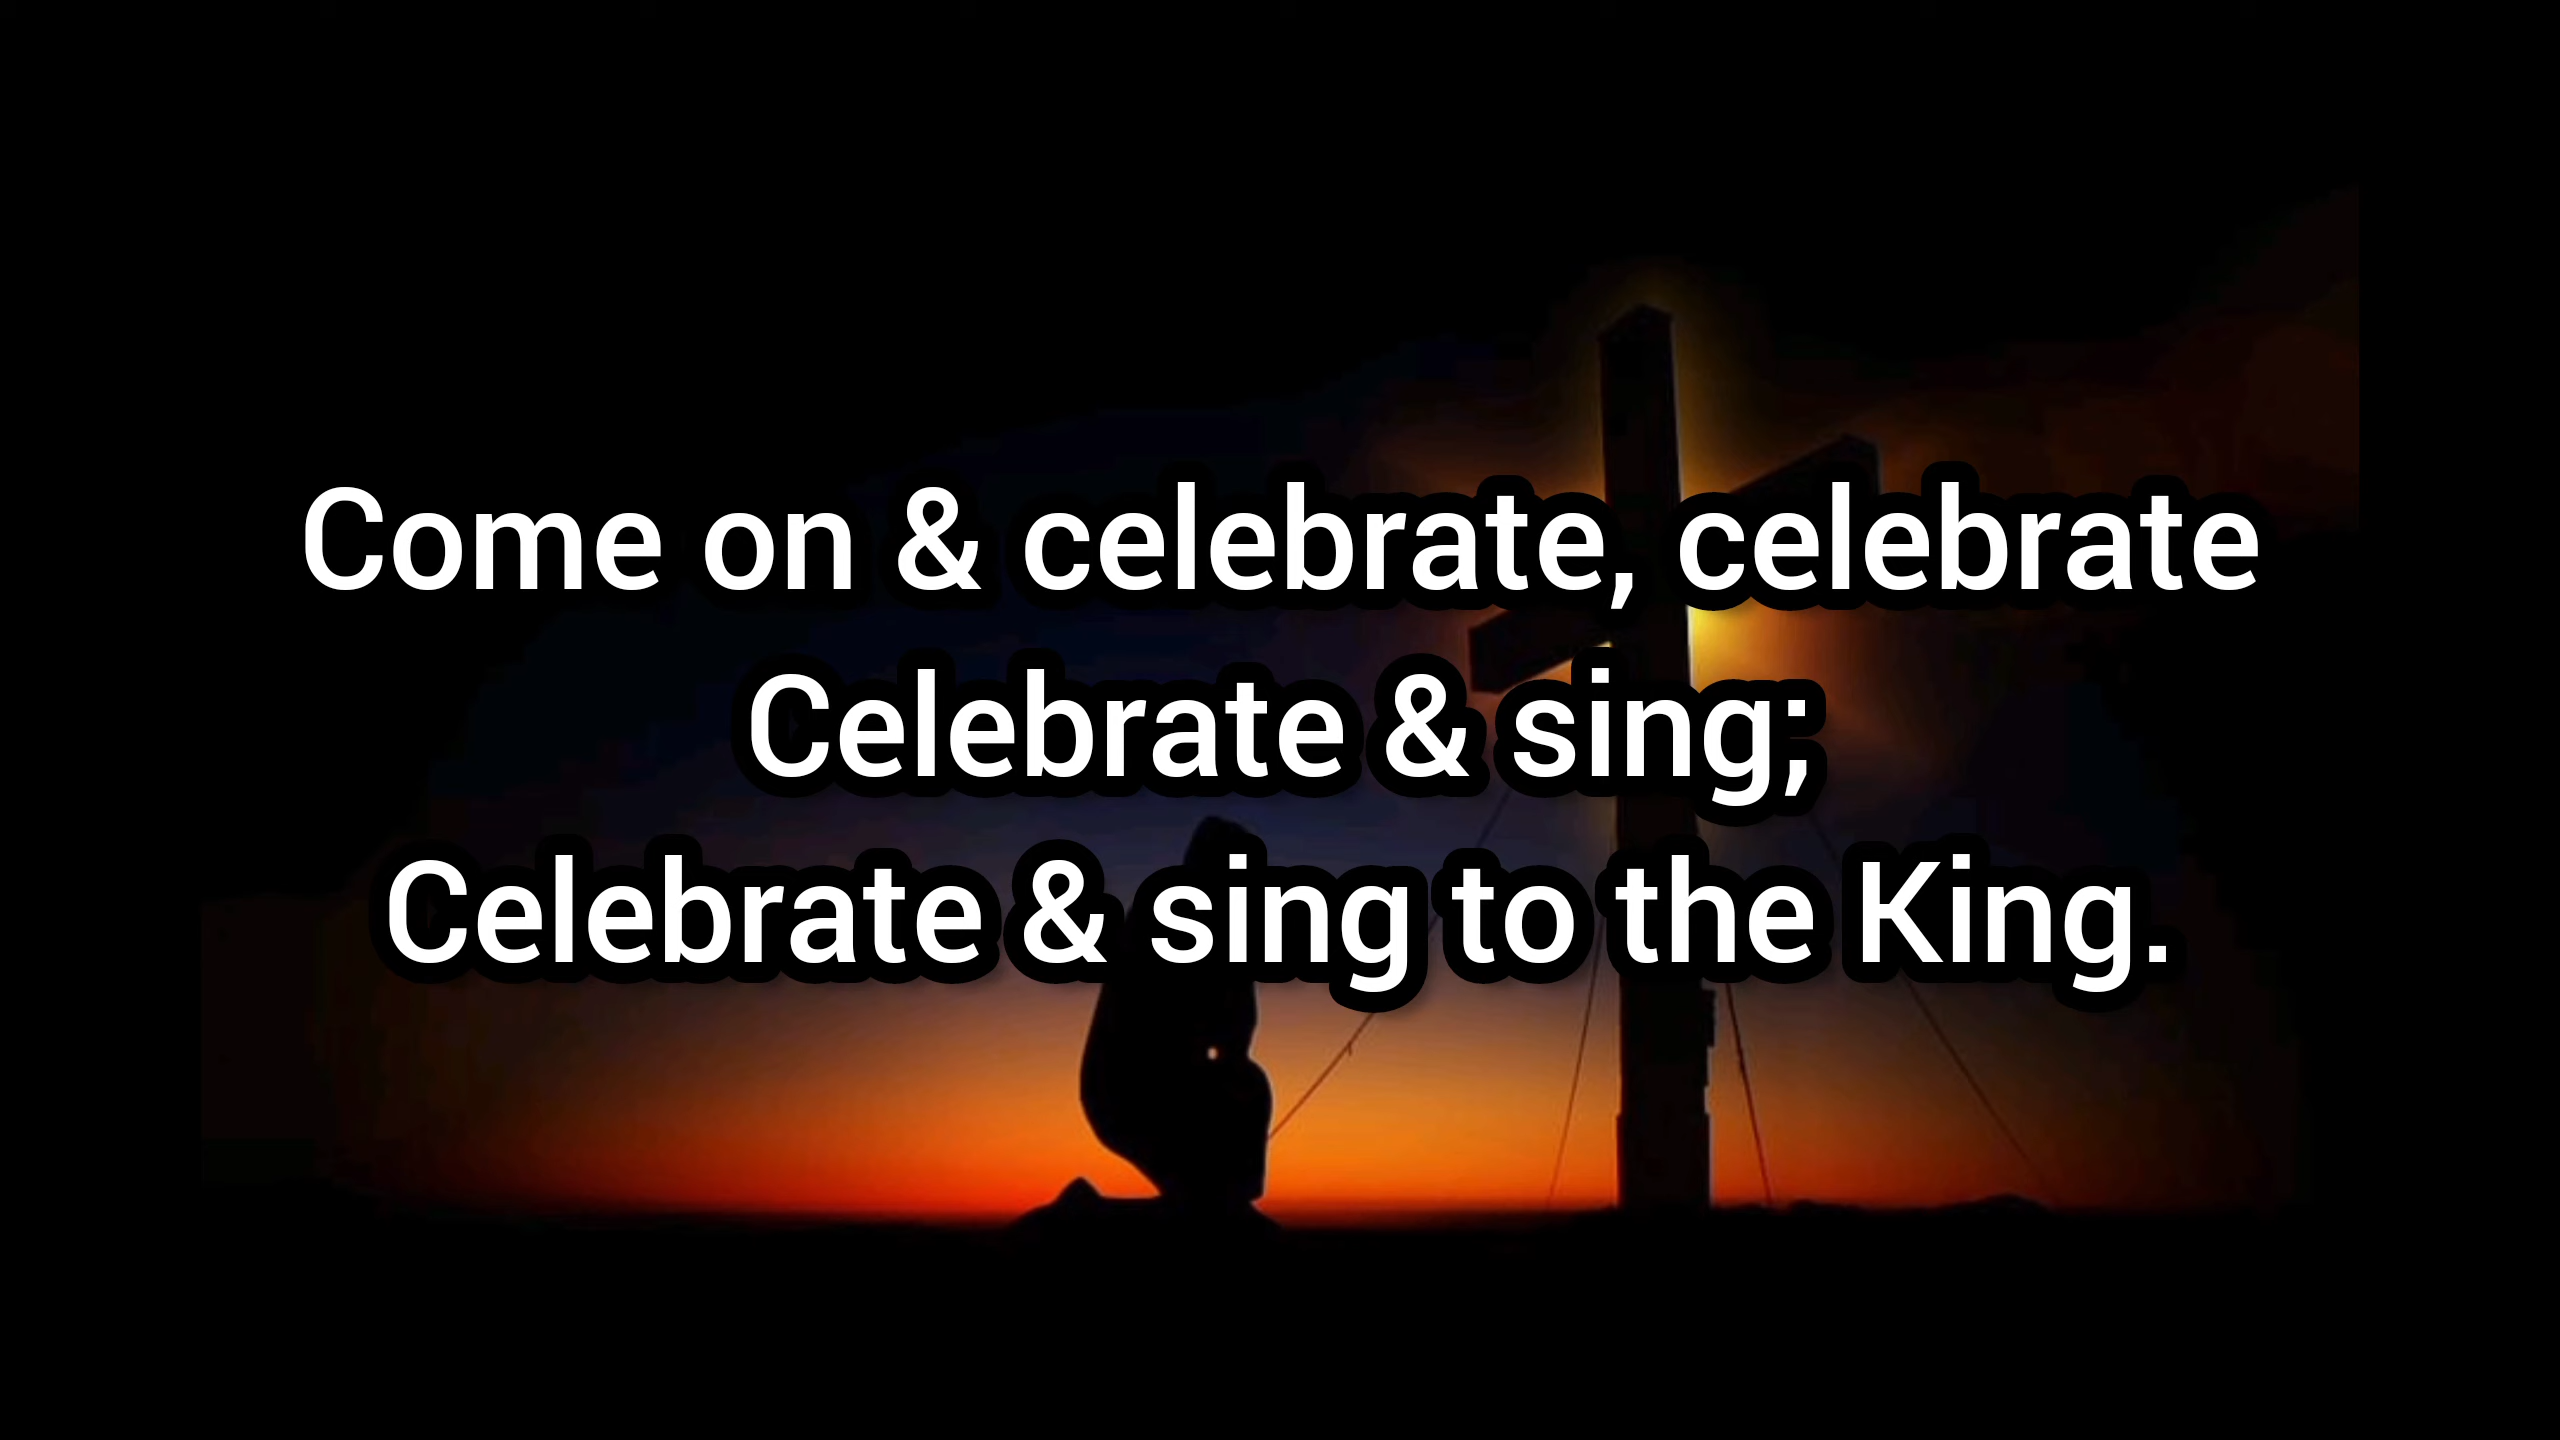 Come on & celebrate, celebrate
Celebrate & sing;
Celebrate & sing to the King.